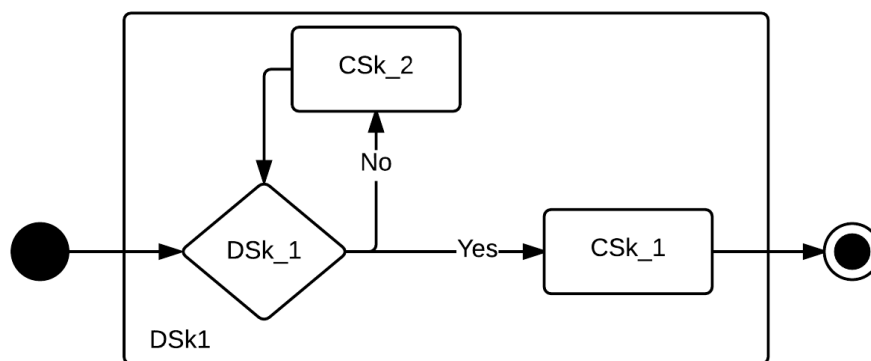 CSk_2
No
DSk_1
Yes
CSk_1
DSk1